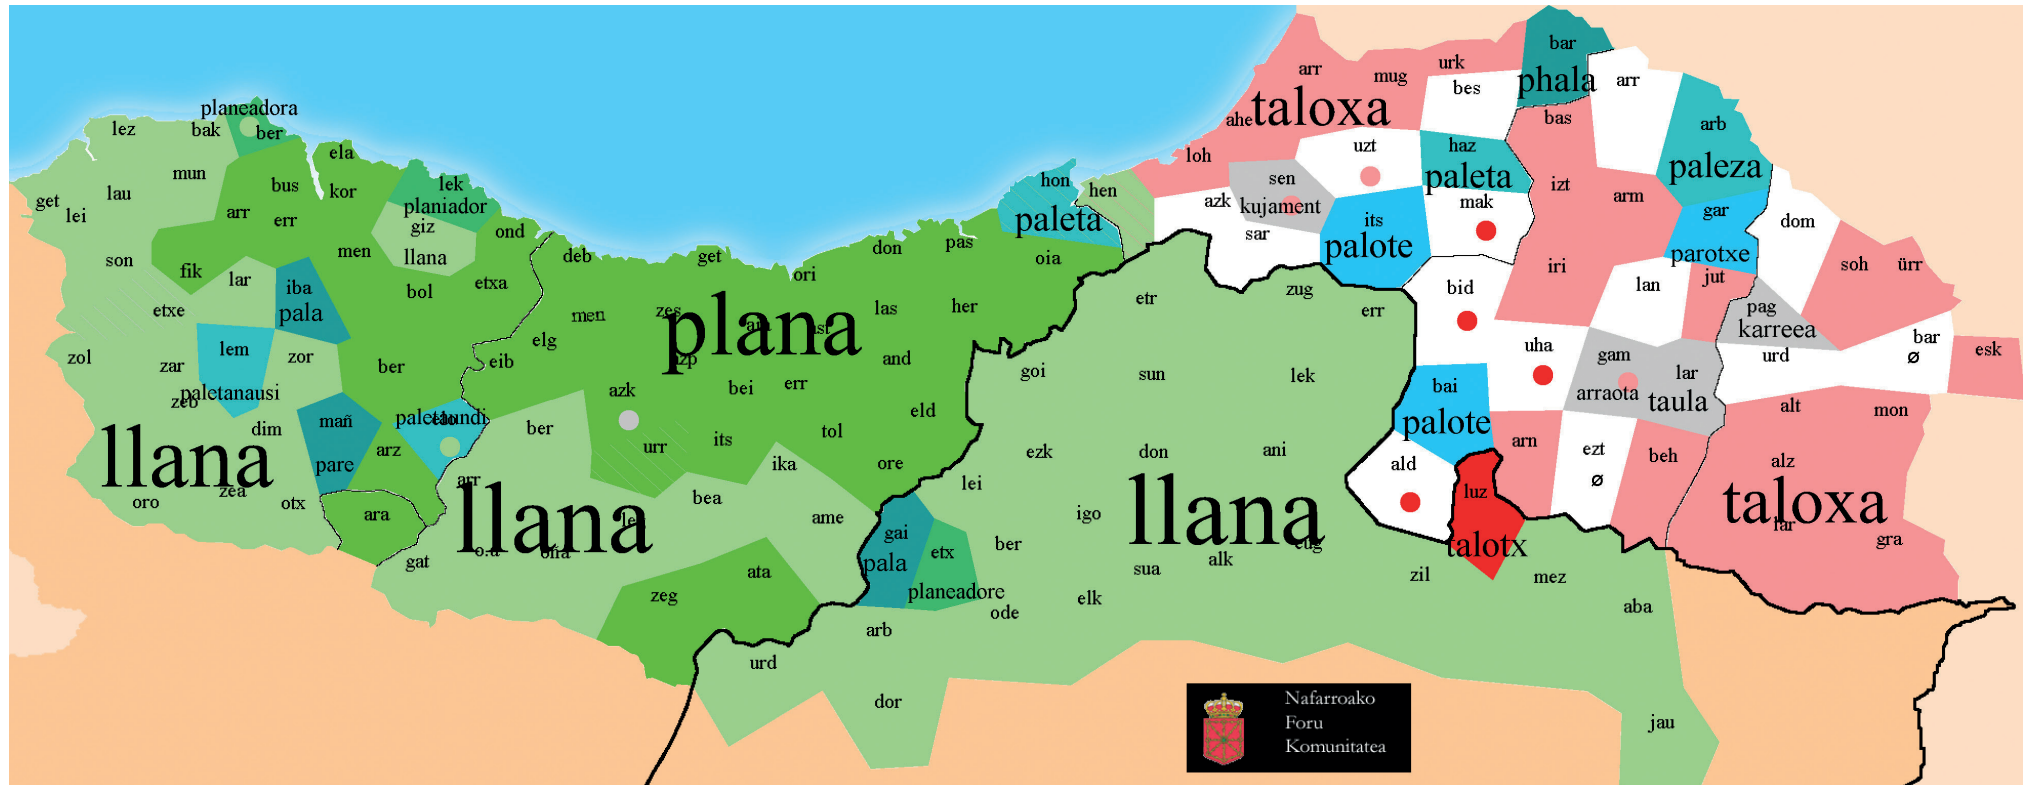 planeadora
lez
bak
ber
ela
mun
lau
get
lei
bus
kor
arr
err
lek
planiador
giz
ond
llana
men
son
fik
lar
iba
pala
bol
etxa
etxe
zol
zar
lem
zor
paletanausi
zeb
dim
mañ
pare
ber
paletaundi
arz
llana
oro
zea
otx
ara
deb
get
ori
don
pas
oia
hon
paleta
hen
men
zes
plana
las
her
elg
eib
azp
and
azk
bei
err
eld
ber
urr
its
tol
ika
ore
arr
llana
bea
ame
gat
oña
zeg
ata
gai
pala
etx
planeadore
urd
arb
dor
ode
lei
igo
ber
etr
zug
err
goi
sun
lek
ezk
don
ani
llana
sua
alk
eug
elk
zil
mez
aba
jau
arr
mug
urk
bes
taloxa
ahe
loh
uzt
haz
paleta
azk
sen
kujament
sar
its
palote
mak
bar
phala
bas
arr
arb
paleza
izt
arm
gar
parotxe
dom
iri
lan
jut
soh
ürr
bid
uha
gam
arraota
lar
taula
pag
karreea
urd
bar
ø
esk
bai
palote
ald
luz
talotx
arn
ezt
ø
beh
alt
mon
alz
taloxa
lar
gra
Nafarroako
Foru
Komunitatea